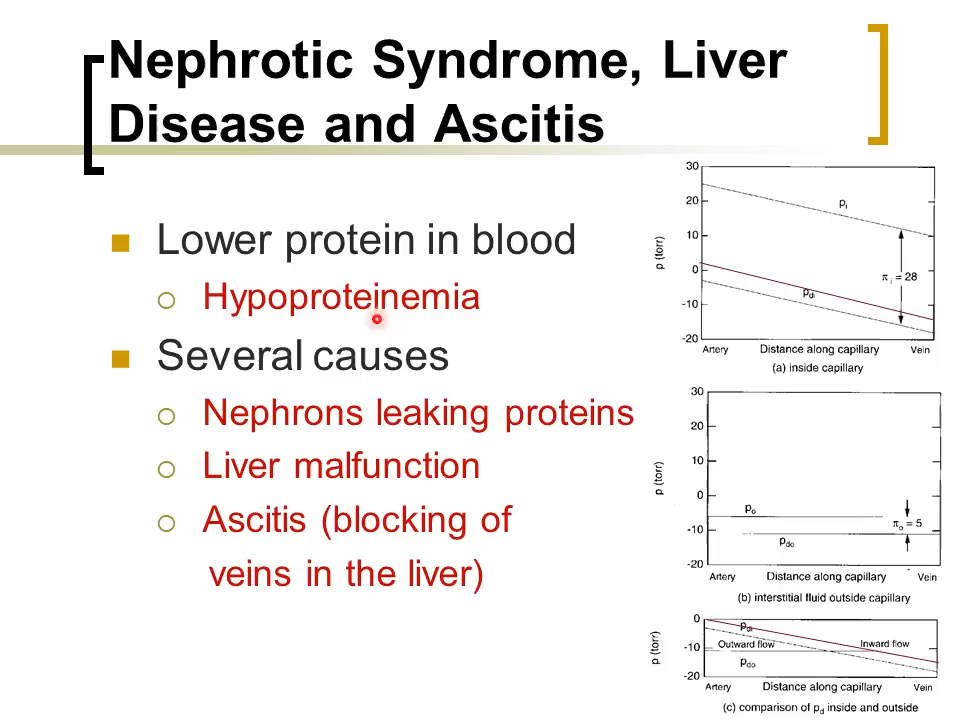 Nephrotic Syndrome, Liver
Disease and Ascitis
Lower protein in blood
Hypoproteinemia
Several causes
Nephrons leaking proteins
Liver malfunction
Ascitis (blocking of
veins in the liver)
30
20
10
0
-10
-20
p (torr)
pi
πi = 28
pdi
Artery Distance along capillary Vein
(a) inside capillary
30
20
10
0
-10
-20
p (torr)
po
πo = 5
pdo
Artery Distance along capillary Vein
(b) interstitial fluid outside capillary
0
-10
-20
p (torr)
pdi
Outward flow Inward flow
pdo
Artery Distance along capillary Vein
(c) comparison of pd inside and outside